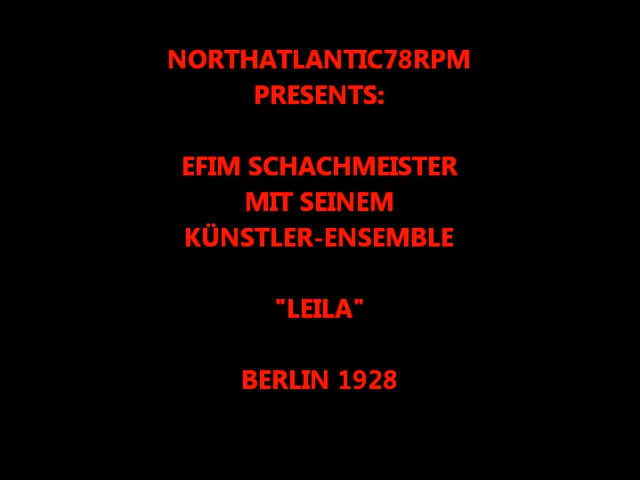 NORTHATLANTIC78RPM
PRESENTS:
EFIM SCHACHMEISTER
MIT SEINEM
KÜNSTLER-ENSEMBLE
"LEILA"
BERLIN 1928